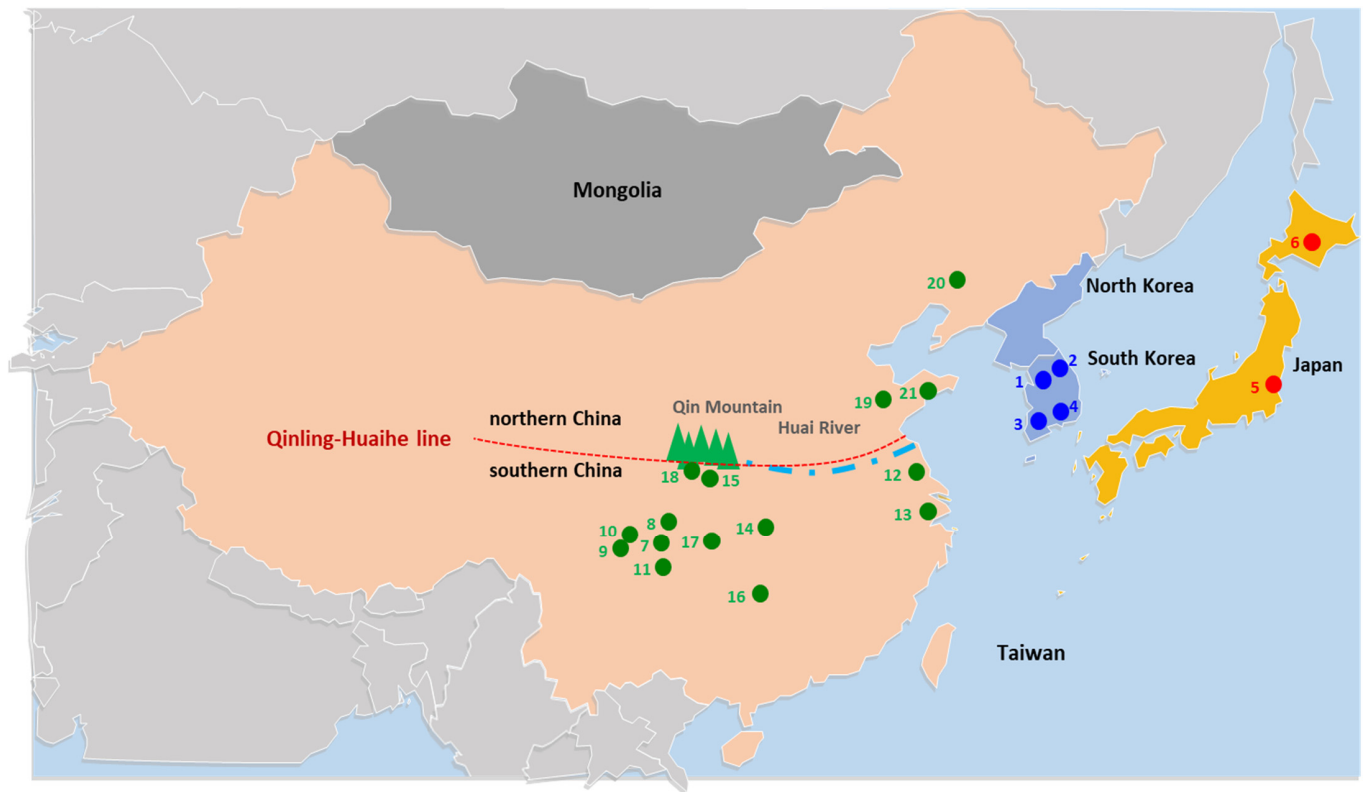 Mongolia
6
20
North Korea
2
South Korea
Japan
1
5
21
19
Qin Mountain
4
northern China
3
Huai River
Qinling-Huaihe line
southern China
18
15
12
13
8
14
10
17
7
9
11
16
Taiwan